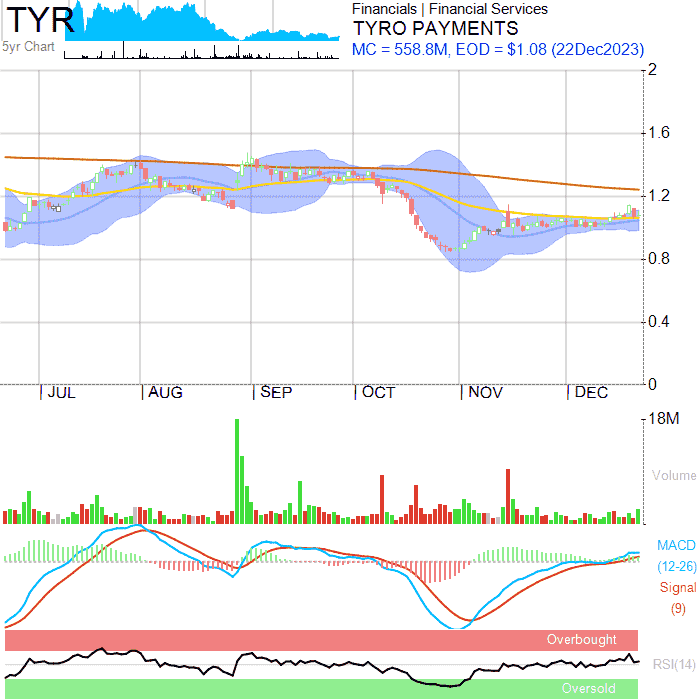 TYR
5yr Chart
Financials | Financial Services
TYRO PAYMENTS
MC = 558.8M, EOD = $1.08 (22Dec2023)
2
1.6
1.2
0.8
0.4
0
JUL AUG SEP OCT NOV DEC
18M
Volume
MACD
(12-26)
Signal
(9)
Overbought
RSI(14)
Oversold